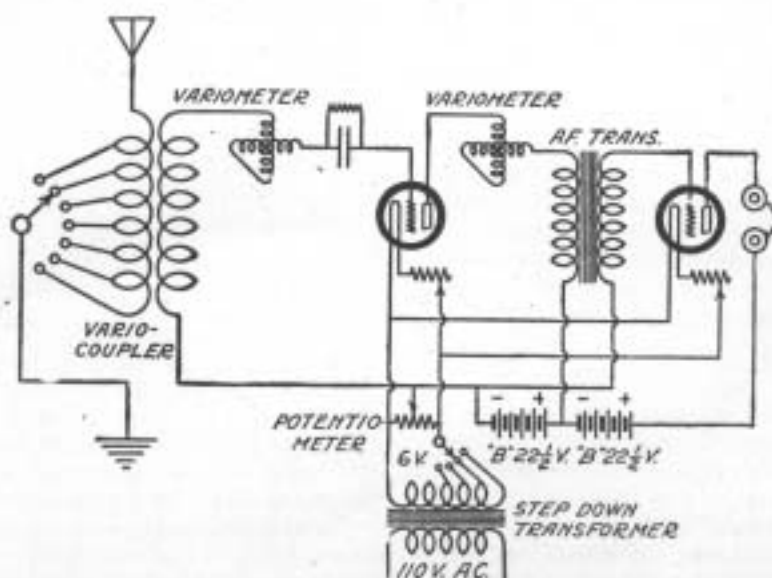 VARIOMETER
VARIOMETER
A.F. TRANS.
VARIO-
COUPLER
POTENTIO
METER
- + - +
"B" 22½ V. "B" 22½ V.
6 V.
STEP DOWN
TRANSFORMER
110 V. A.C.